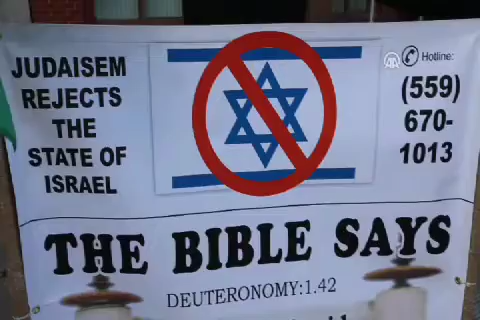 JUDAISEM
REJECTS
THE
STATE OF
ISRAEL
Hotline:
(559)
670-
1013
THE BIBLE SAYS
DEUTERONOMY:1.42